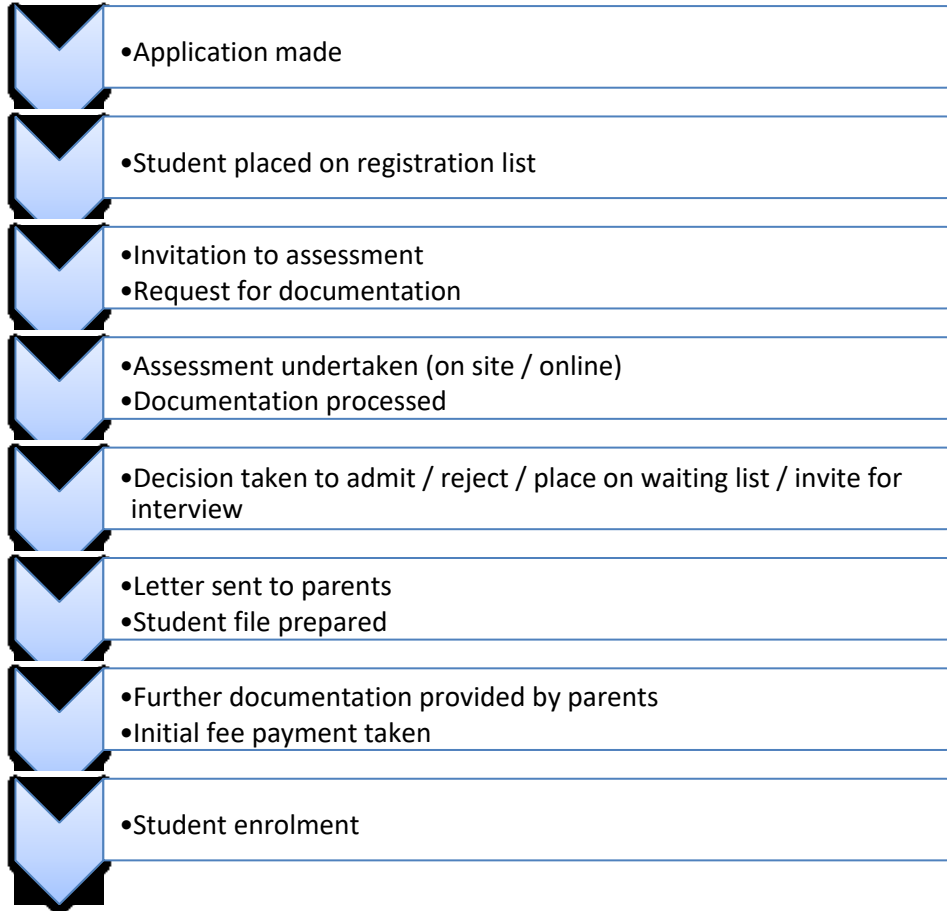 •Application made
•Student placed on registration list
•Invitation to assessment
•Request for documentation
•Assessment undertaken (on site / online)
•Documentation processed
•Decision taken to admit / reject / place on waiting list / invite for
interview
•Letter sent to parents
•Student file prepared
•Further documentation provided by parents
•Initial fee payment taken
•Student enrolment